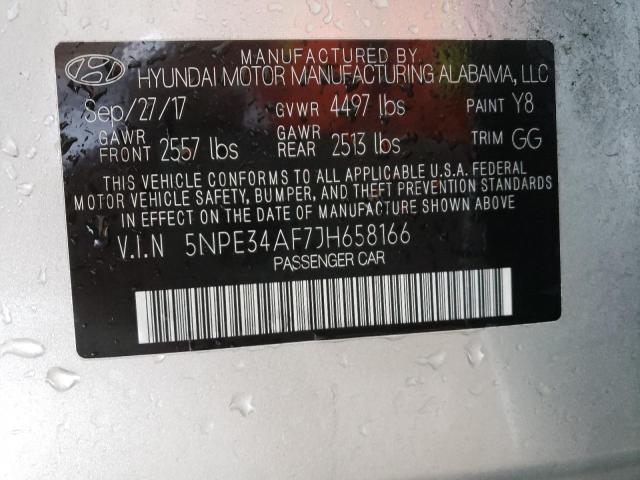 MANUFACTURED BY
HYUNDAI MOTOR MANUFACTURING ALABAMA, LLC
Sep/27/17 GVWR 4497 lbs PAINT Y8
GAWR FRONT 2557 lbs GAWR REAR 2513 lbs TRIM GG
THIS VEHICLE CONFORMS TO ALL APPLICABLE U.S.A. FEDERAL
MOTOR VEHICLE SAFETY, BUMPER, AND THEFT PREVENTION STANDARDS
IN EFFECT ON THE DATE OF MANUFACTURE SHOWN ABOVE.
V.I.N 5NPE34AF7JH658166
PASSENGER CAR